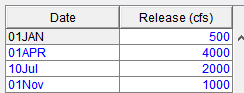 Date Release (cfs)
01JAN 500
01APR 4000
10Jul 2000
01Nov 1000